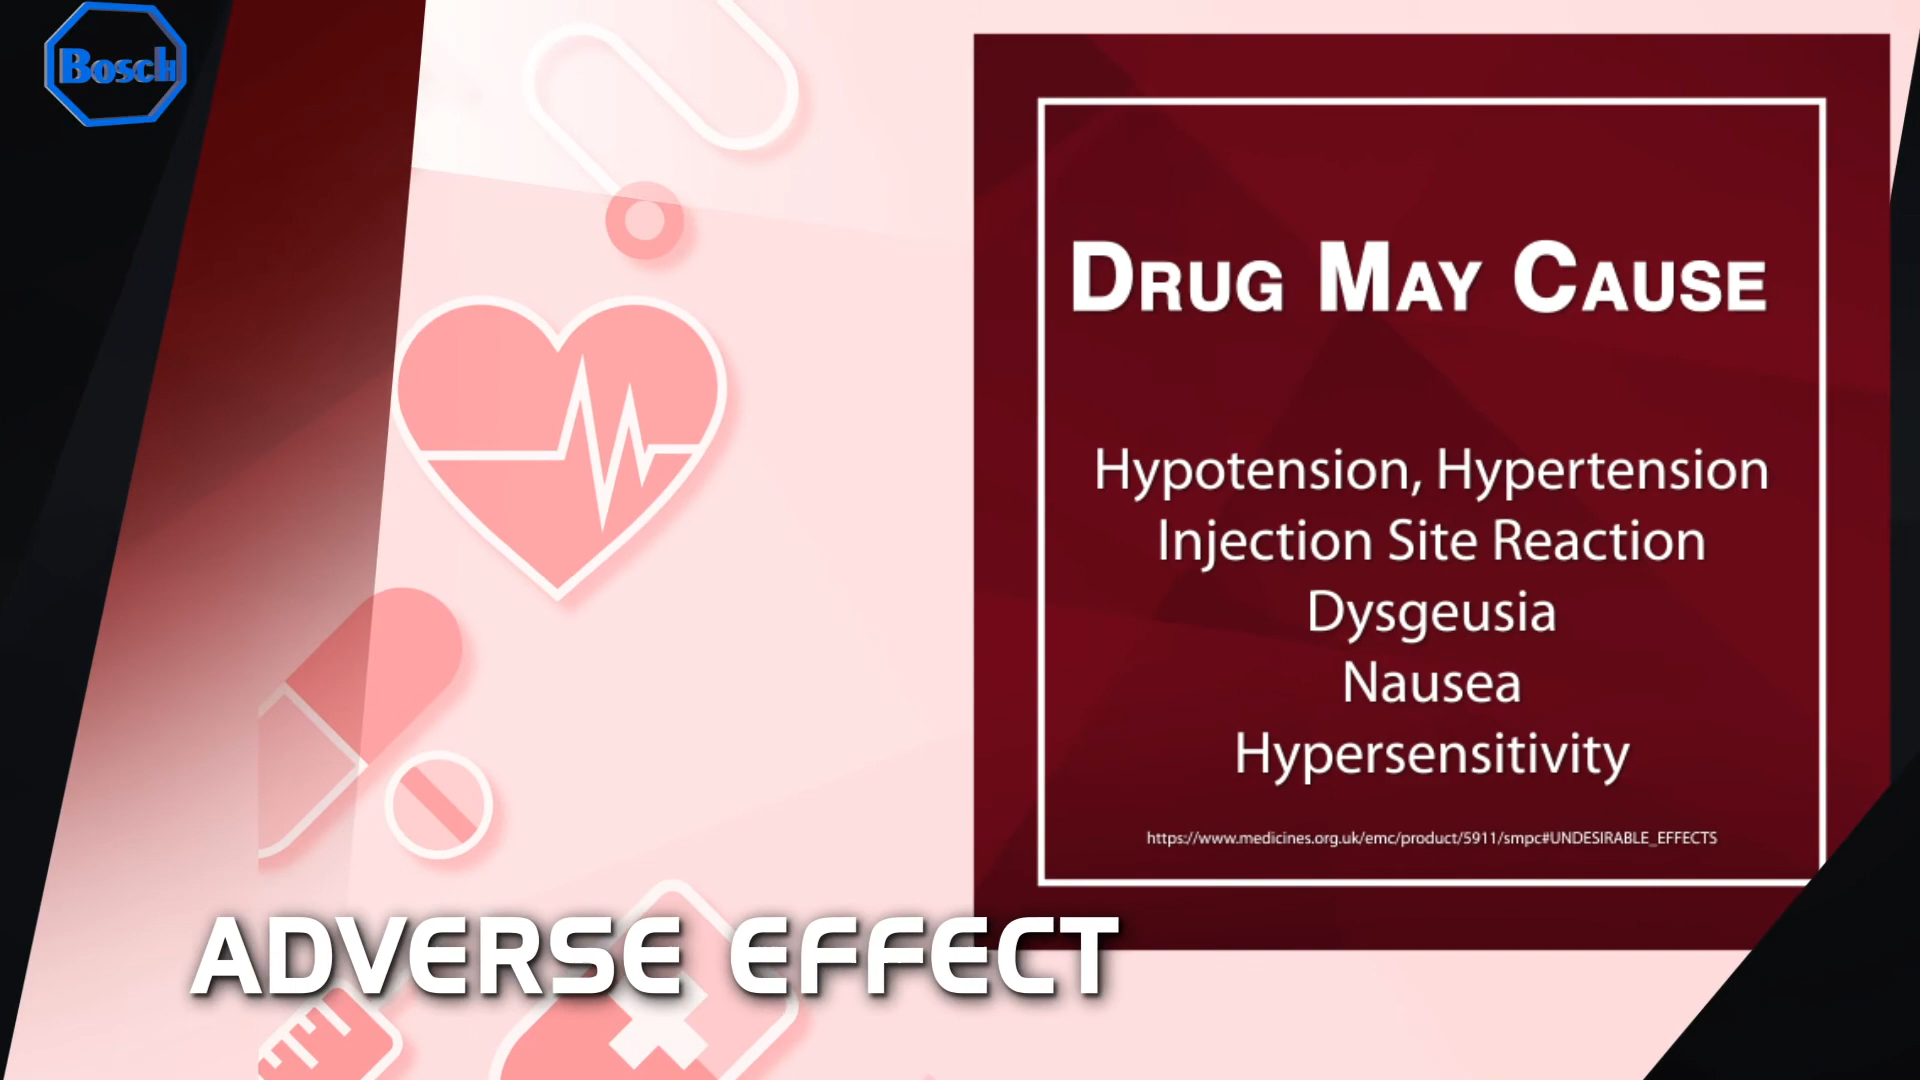 Bosch
DRUG MAY CAUSE
Hypotension, Hypertension
Injection Site Reaction
Dysgeusia
Nausea
Hypersensitivity
https://www.medicines.org.uk/emc/product/5911/smpc#UNDESIRABLE_EFFECTS
ADVERSE EFFECT